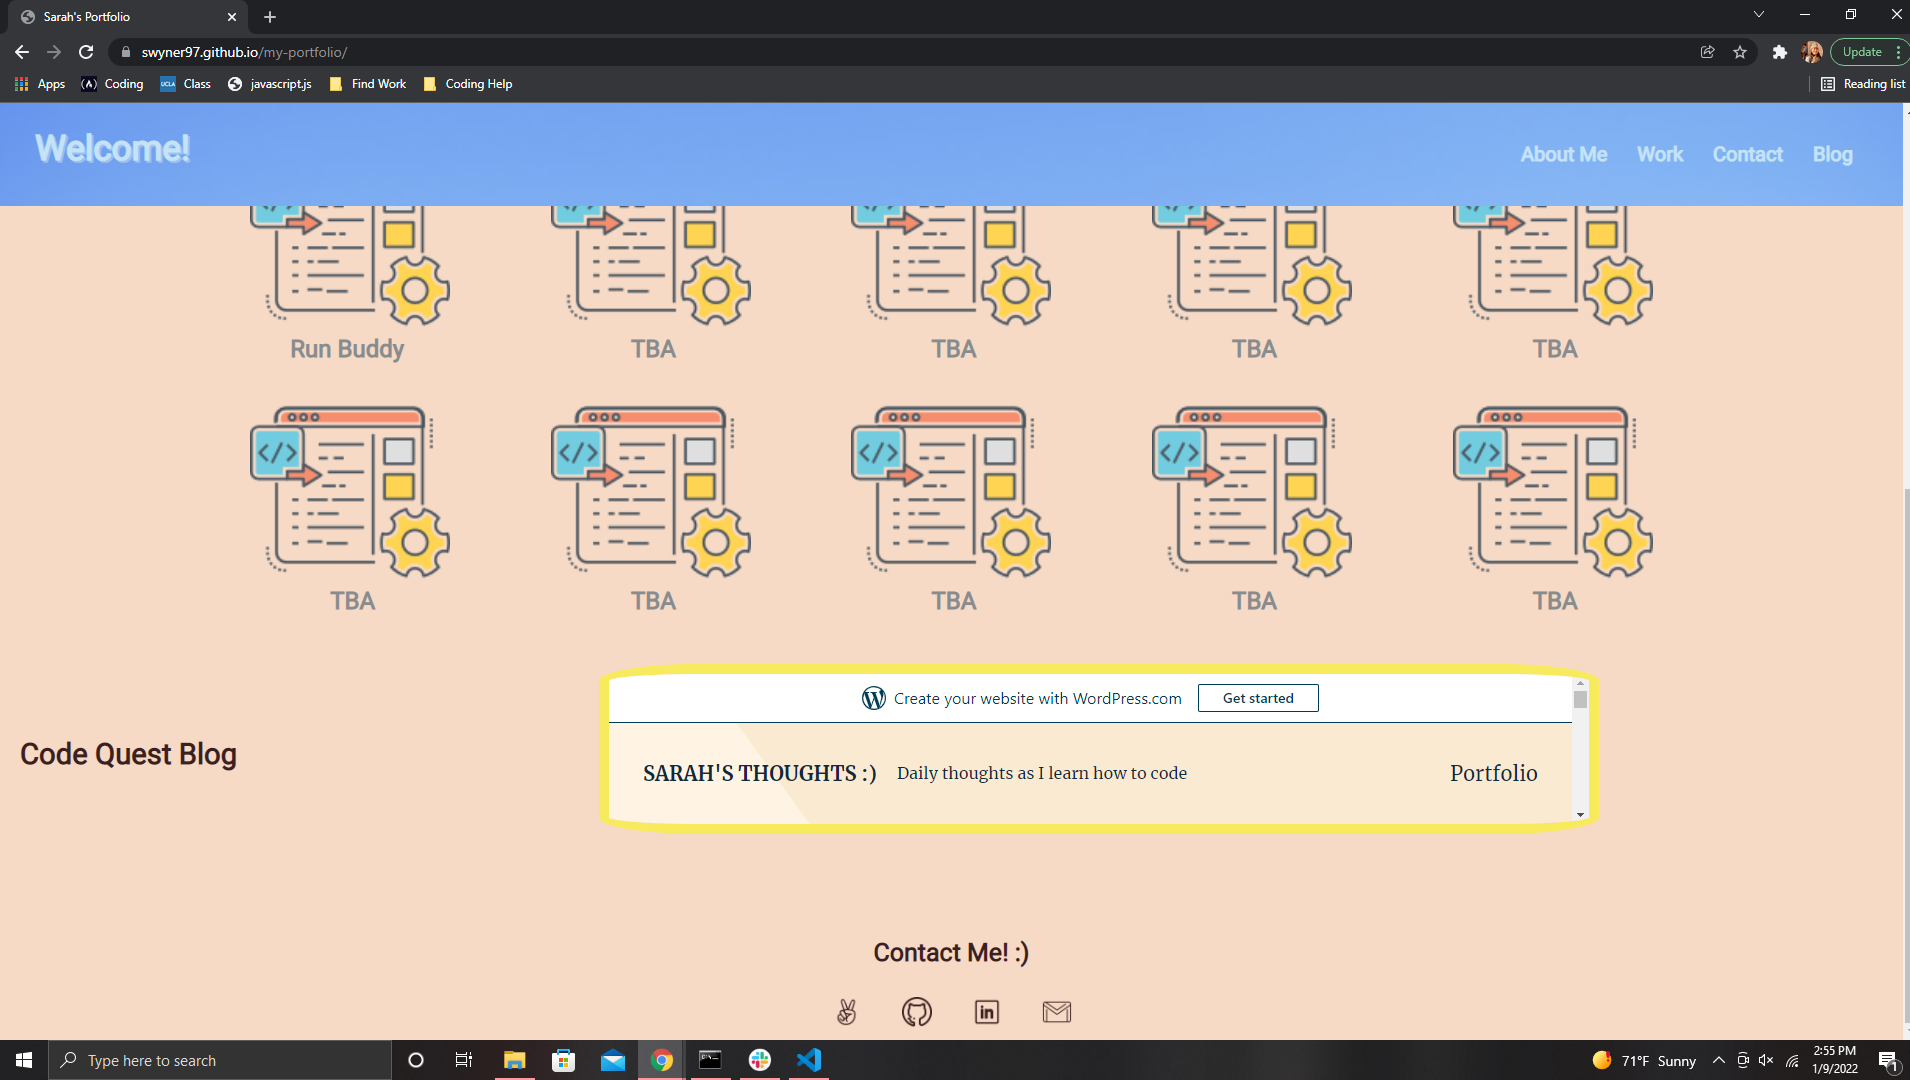 Sarah's Portfolio
swyner97.github.io/my-portfolio/
Update
Apps Coding UCLA Class javascript.js Find Work Coding Help Reading list
Welcome! About Me Work Contact Blog
Run Buddy TBA TBA TBA TBA
</> </> </> </> </>
TBA TBA TBA TBA TBA
Create your website with WordPress.com Get started
Code Quest Blog
SARAH'S THOUGHTS :) Daily thoughts as I learn how to code Portfolio
Contact Me! :)
in
Type here to search
71°F Sunny
2:55 PM
1/9/2022
1